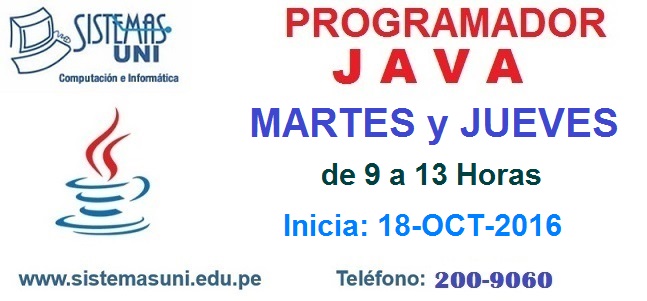 SISTEMAS
UNI
Computación e Informática
PROGRAMADOR
JAVA
MARTES y JUEVES
de 9 a 13 Horas
Inicia: 18-OCT-2016
www.sistemasuni.edu.pe
Teléfono: 200-9060